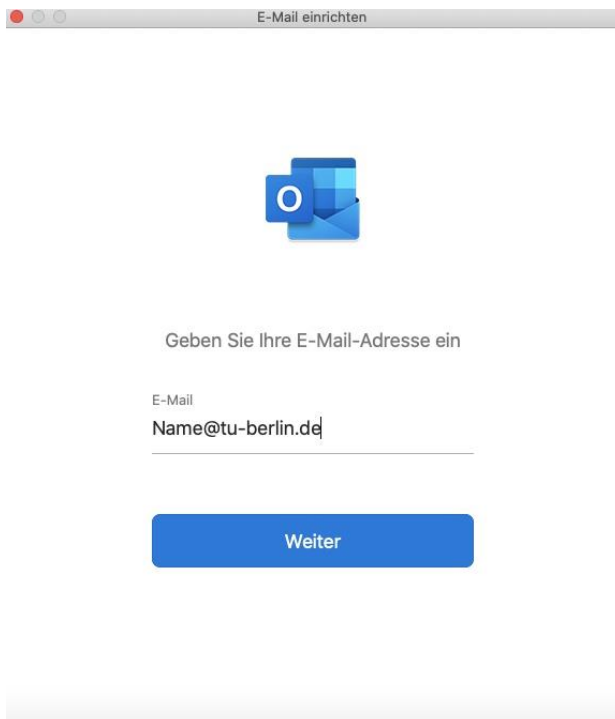 E-Mail einrichten
O
Geben Sie Ihre E-Mail-Adresse ein
E-Mail
Name@tu-berlin.de
Weiter